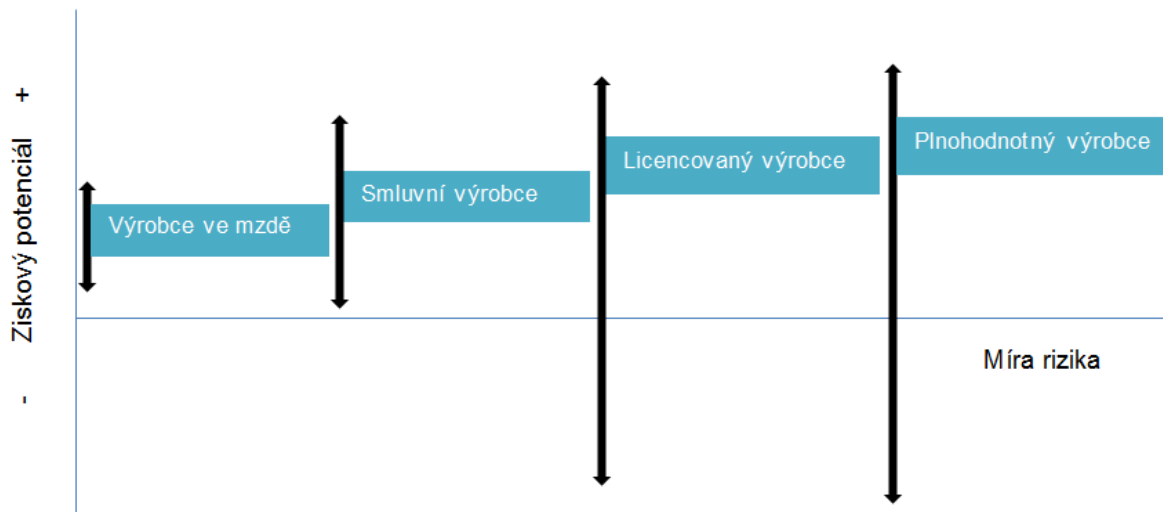 - Ziskový potenciál +
Výrobce ve mzdě
Smluvní výrobce
Licencovaný výrobce
Plnohodnotný výrobce
Míra rizika